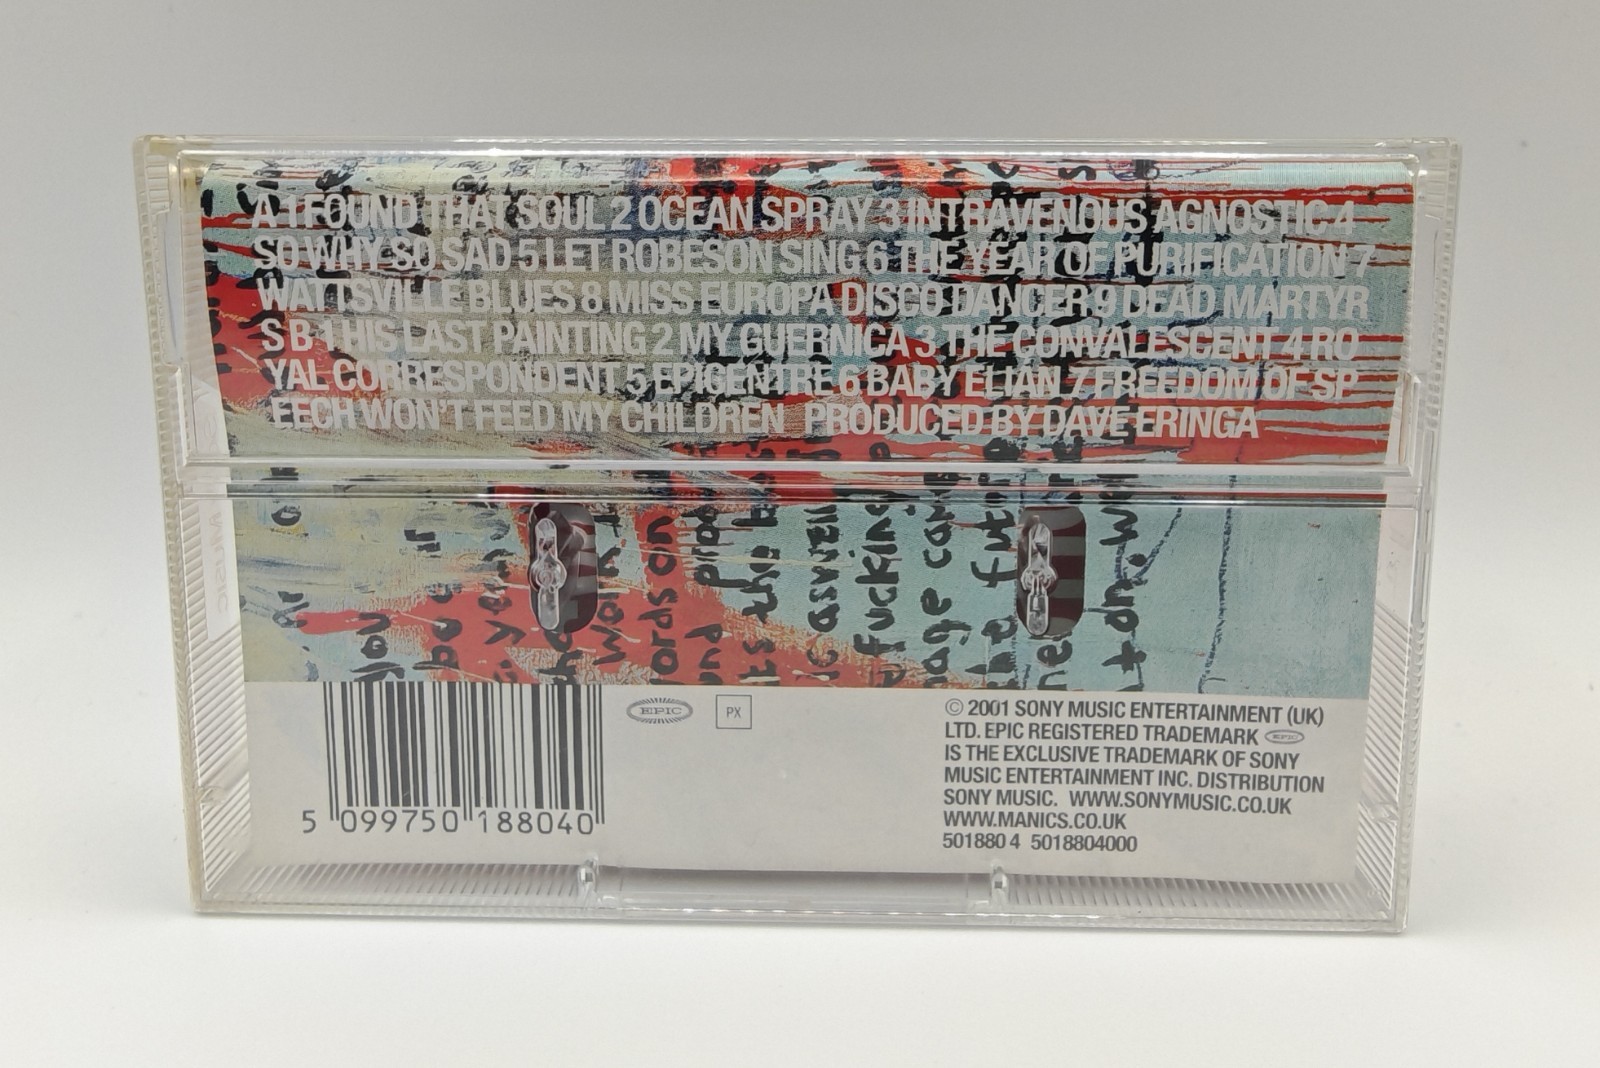 A 1 FOUND THAT SOUL 2 OCEAN SPRAY 3 INTRAVENOUS AGNOSTIC 4
SO WHY SO SAD 5 LET ROBESON SING 6 THE YEAR OF PURIFICATION 7
WATTSVILLE BLUES 8 MISS EUROPA DISCO DANCER 9 DEAD MARTYR
S B 1 HIS LAST PAINTING 2 MY GUERNICA 3 THE CONVALESCENT 4 RO
YAL CORRESPONDENT 5 EPICENTRE 6 BABY ELIAN 7 FREEDOM OF SP
EECH WON'T FEED MY CHILDREN PRODUCED BY DAVE ERINGA
you
words on
fucking
5 099750 188040
EPIC
PX
© 2001 SONY MUSIC ENTERTAINMENT (UK)
LTD. EPIC REGISTERED TRADEMARK EPIC
IS THE EXCLUSIVE TRADEMARK OF SONY
MUSIC ENTERTAINMENT INC. DISTRIBUTION
SONY MUSIC. WWW.SONYMUSIC.CO.UK
WWW.MANICS.CO.UK
501880 4 5018804000